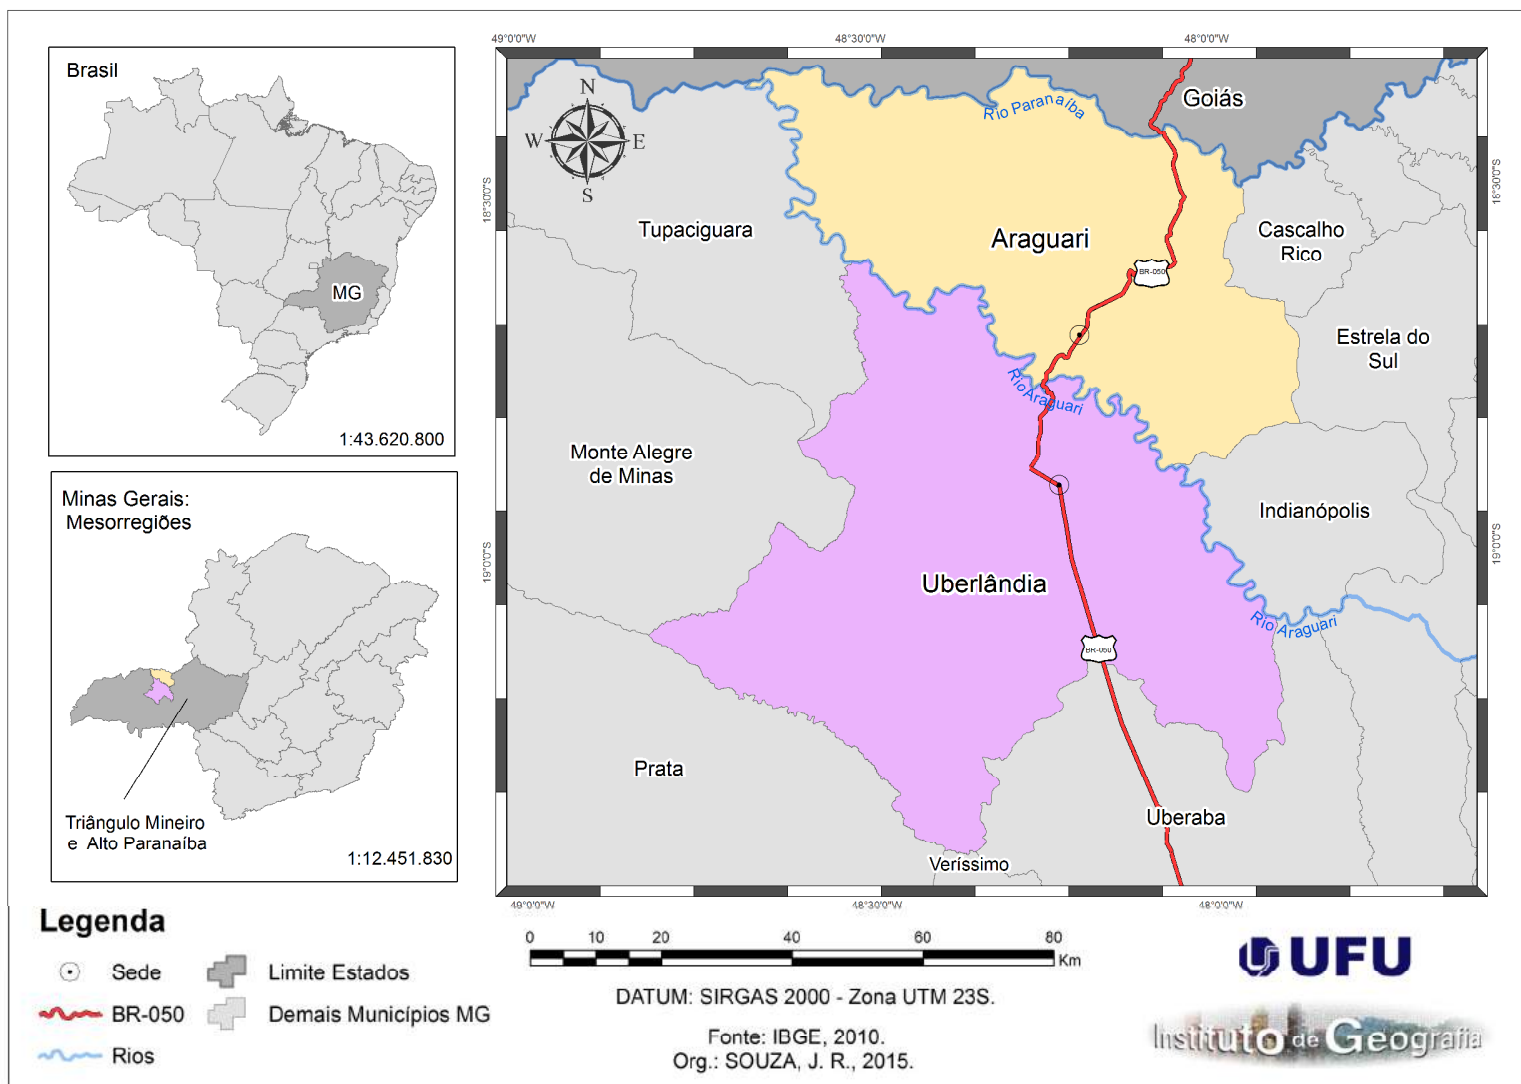 Brasil
MG
1:43.620.800
Minas Gerais:
Mesorregiões
Triângulo Mineiro
e Alto Paranaíba
1:12.451.830
49°0'0"W
48°30'0"W
48°0'0"W
18°30'0"S
19°0'0"S
18°30'0"S
19°0'0"S
N
W
E
S
Goiás
Rio Paranaíba
Tupaciguara
Araguari
Cascalho
Rico
BR-050
Estrela do
Sul
Rio Araguari
Monte Alegre
de Minas
Indianópolis
Uberlândia
Rio Araguari
BR-050
Prata
Uberaba
Veríssimo
49°0'0"W
48°30'0"W
48°0'0"W
Legenda
Sede
Limite Estados
BR-050
Demais Municípios MG
Rios
0 10 20 40 60 80
Km
DATUM: SIRGAS 2000 - Zona UTM 23S.
Fonte: IBGE, 2010.
Org.: SOUZA, J. R., 2015.
UFU
Instituto de Geografia